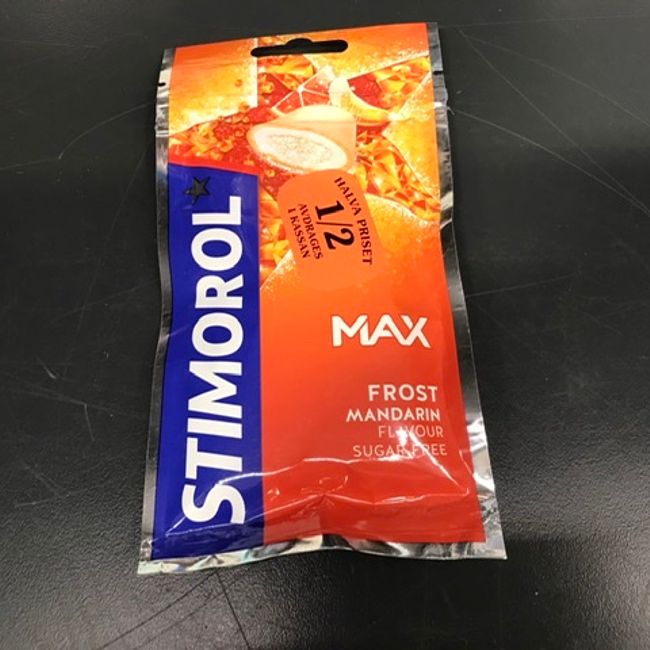 STIMOROL
HALVA PRISET
1/2
AVDRAGES
I KASSAN
MAX
FROST
MANDARIN
FLAVOUR
SUGAR FREE